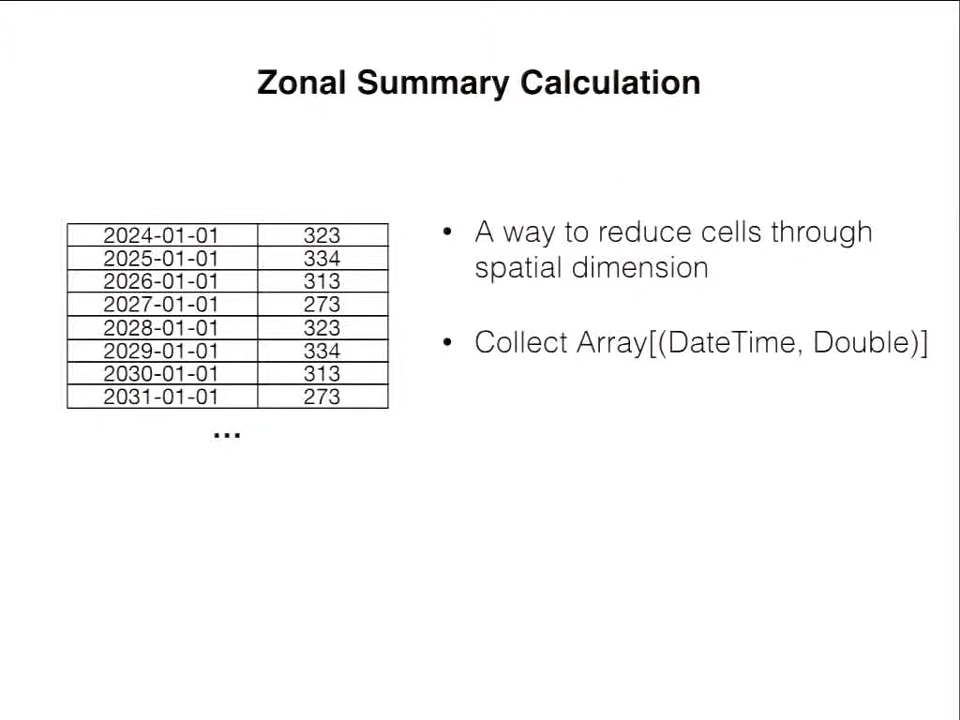 Zonal Summary Calculation
2024-01-01 323
2025-01-01 334
2026-01-01 313
2027-01-01 273
2028-01-01 323
2029-01-01 334
2030-01-01 313
2031-01-01 273
...
• A way to reduce cells through
spatial dimension
• Collect Array[(DateTime, Double)]